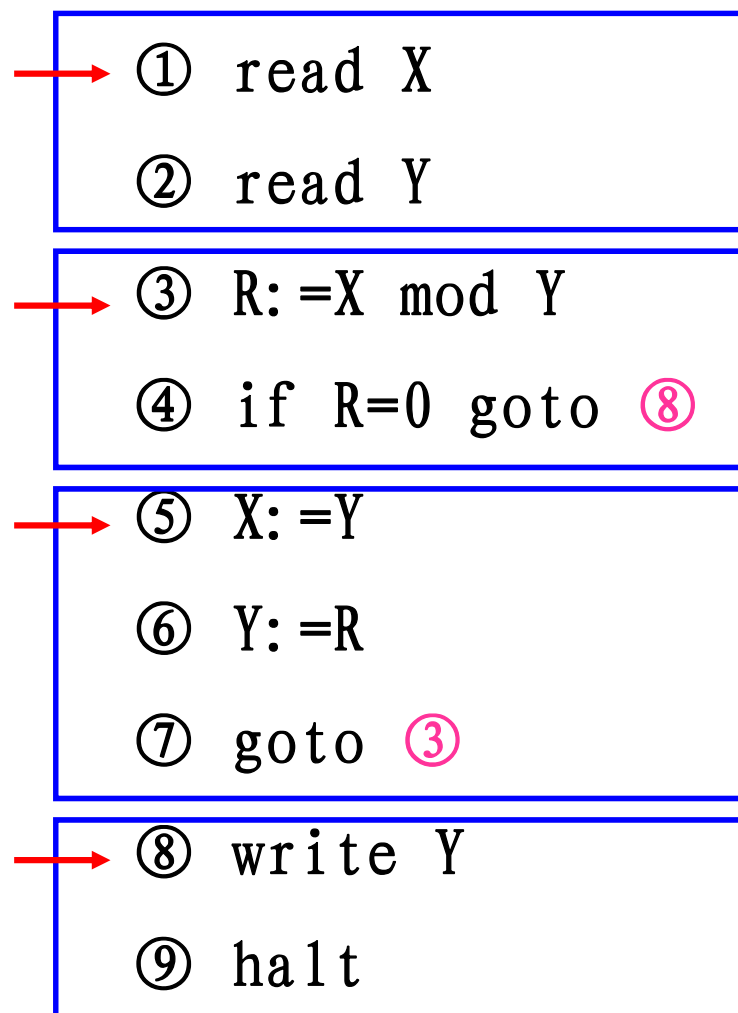 ① read X
② read Y
③ R:=X mod Y
④ if R=0 goto ⑧
⑤ X:=Y
⑥ Y:=R
⑦ goto ③
⑧ write Y
⑨ halt